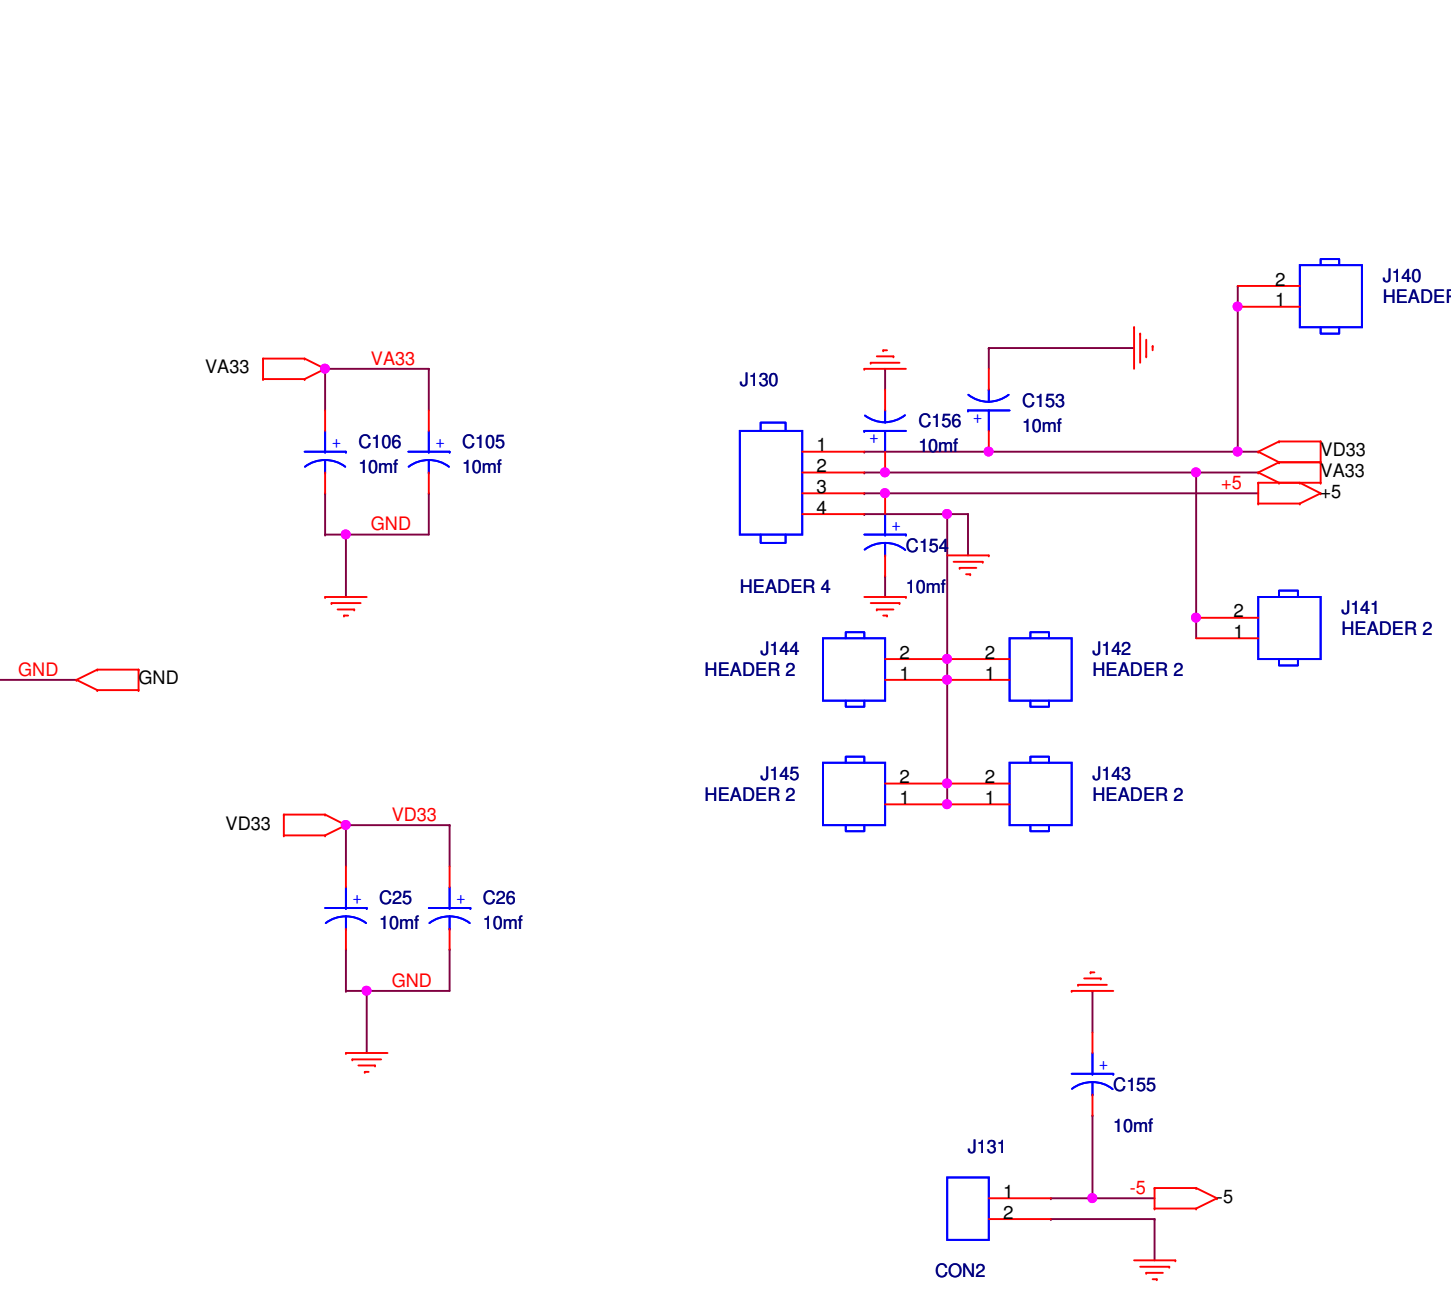 2
J140
1
HEADER
VA33
VA33
J130
C153
10mf
C156
10mf
+
+
+
C106
10mf
+
C105
10mf
1
VD33
2
VA33
3
+5
+5
4
GND
+
C154
10mf
HEADER 4
2
J141
1
HEADER 2
J144
HEADER 2
2
1
2
1
J142
HEADER 2
GND
GND
J145
HEADER 2
2
1
2
1
J143
HEADER 2
VD33
VD33
+
C25
10mf
+
C26
10mf
GND
+
C155
10mf
J131
1
-5
-5
2
CON2